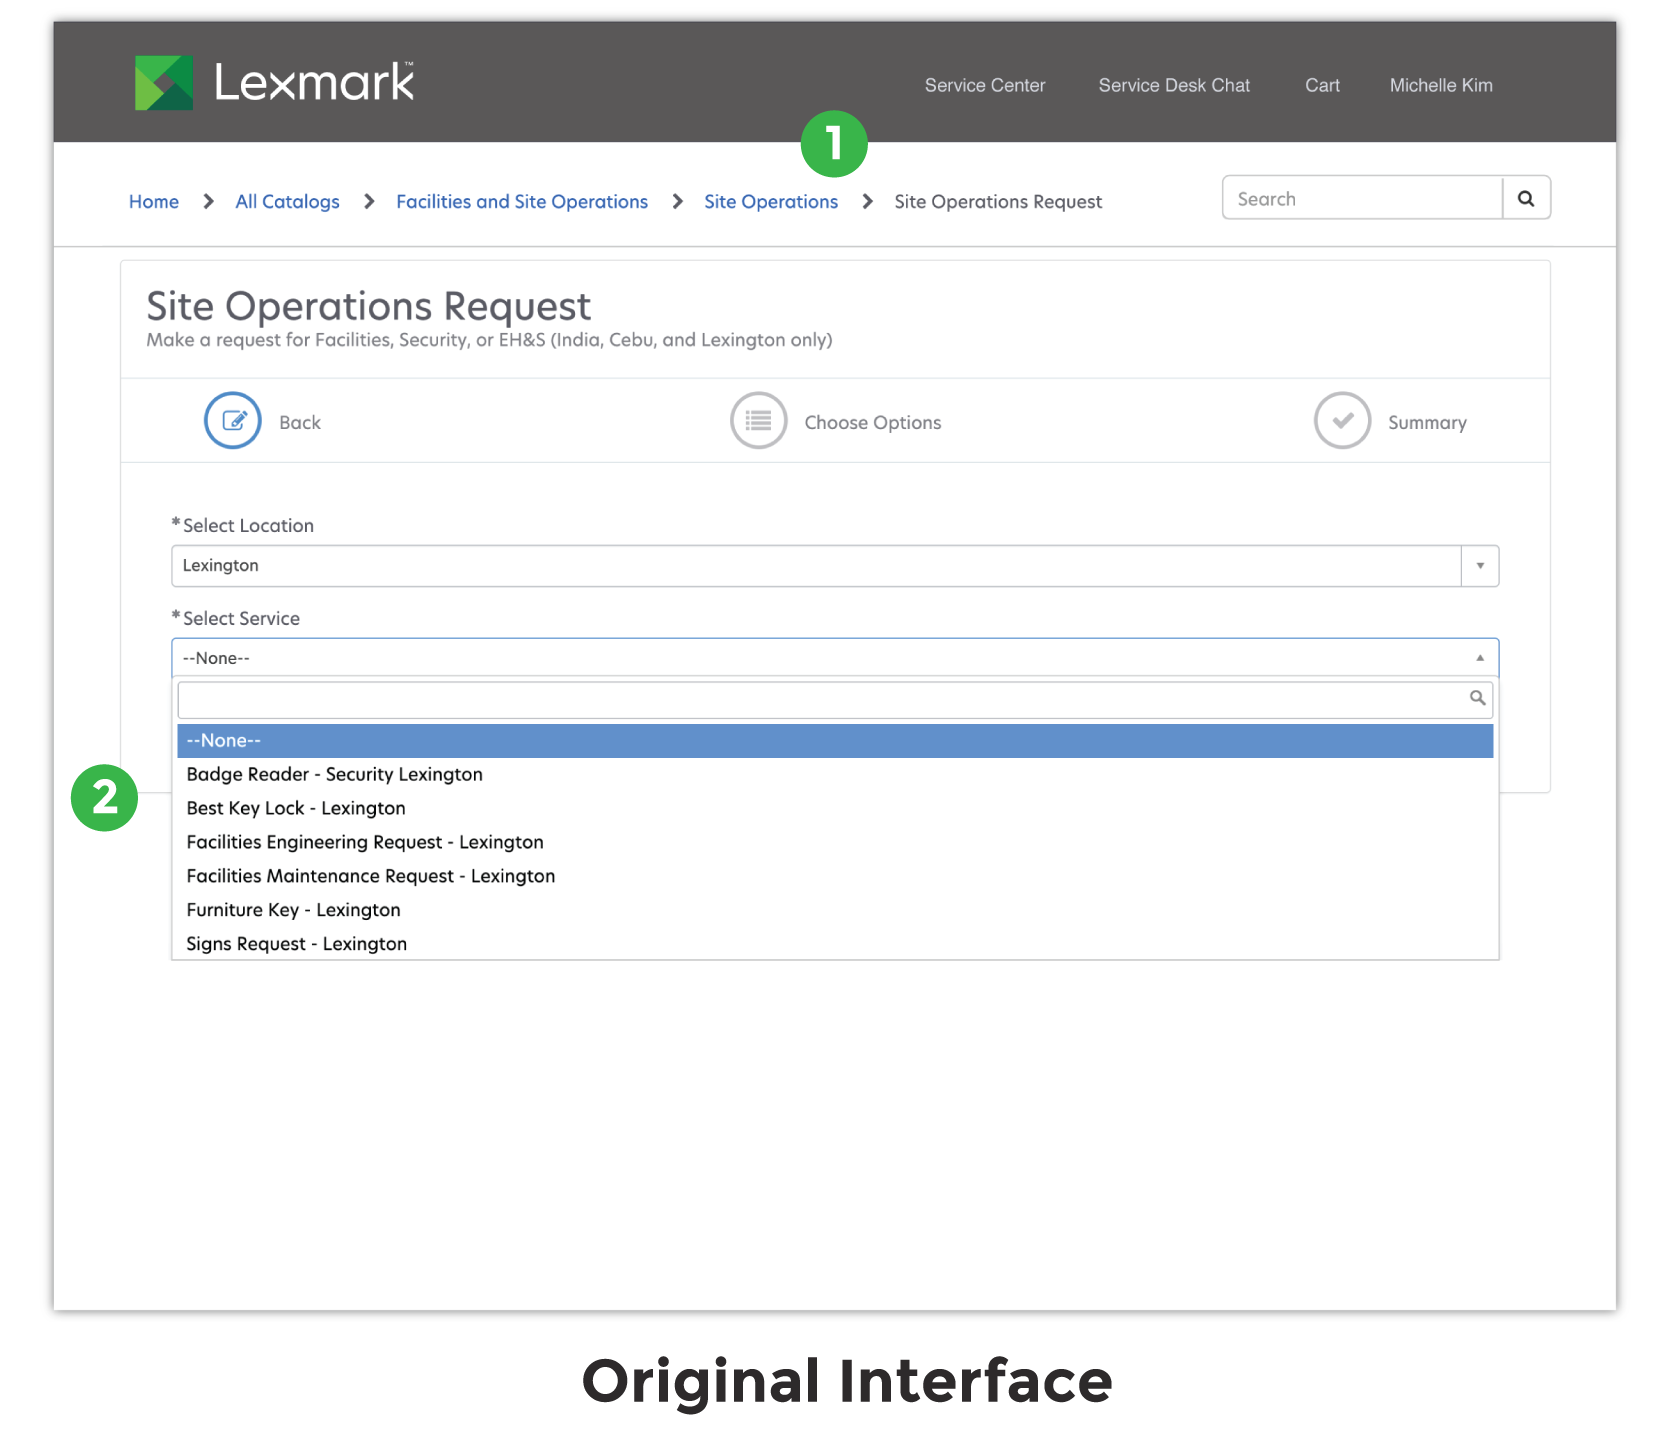 Lexmark™
Service Center Service Desk Chat Cart Michelle Kim
1
Home > All Catalogs > Facilities and Site Operations > Site Operations > Site Operations Request
Search
Site Operations Request
Make a request for Facilities, Security, or EH&S (India, Cebu, and Lexington only)
Back Choose Options Summary
*Select Location
Lexington
*Select Service
--None--
--None--
Badge Reader - Security Lexington
2
Best Key Lock - Lexington
Facilities Engineering Request - Lexington
Facilities Maintenance Request - Lexington
Furniture Key - Lexington
Signs Request - Lexington
Original Interface